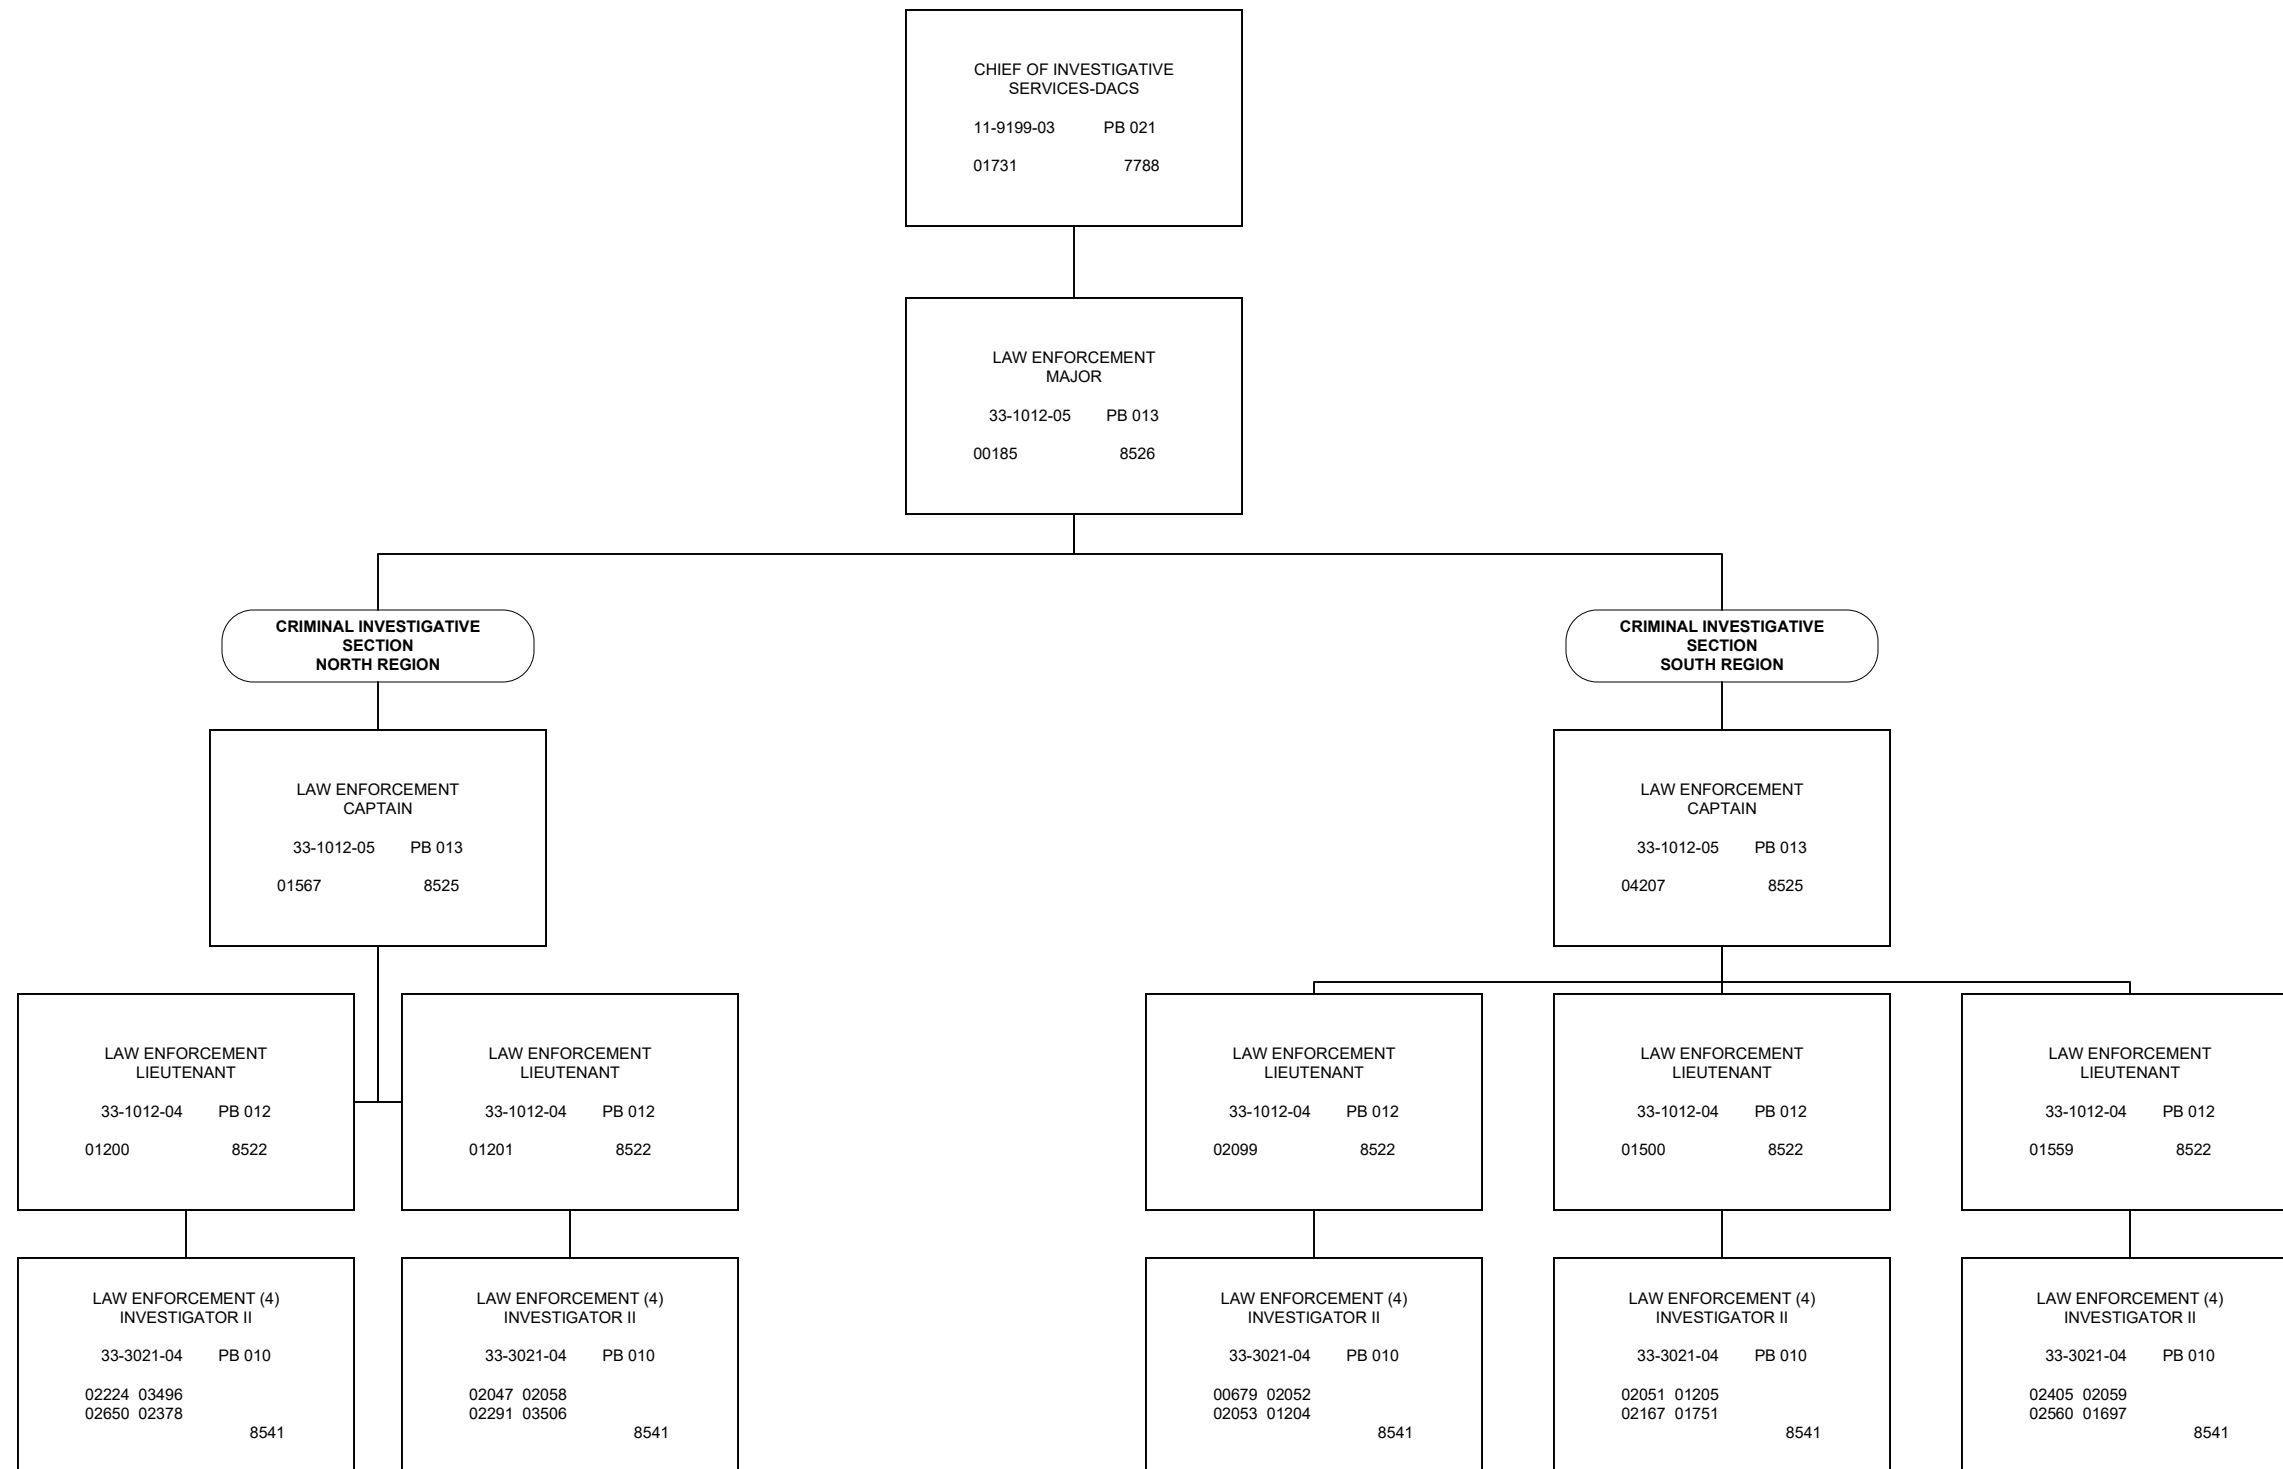 CHIEF OF INVESTIGATIVE
SERVICES-DACS
11-9199-03 PB 021
01731 7788
LAW ENFORCEMENT
MAJOR
33-1012-05 PB 013
00185 8526
CRIMINAL INVESTIGATIVE
SECTION
NORTH REGION
CRIMINAL INVESTIGATIVE
SECTION
SOUTH REGION
LAW ENFORCEMENT
CAPTAIN
33-1012-05 PB 013
01567 8525
LAW ENFORCEMENT
CAPTAIN
33-1012-05 PB 013
04207 8525
LAW ENFORCEMENT
LIEUTENANT
33-1012-04 PB 012
01200 8522
LAW ENFORCEMENT
LIEUTENANT
33-1012-04 PB 012
01201 8522
LAW ENFORCEMENT
LIEUTENANT
33-1012-04 PB 012
02099 8522
LAW ENFORCEMENT
LIEUTENANT
33-1012-04 PB 012
01500 8522
LAW ENFORCEMENT
LIEUTENANT
33-1012-04 PB 012
01559 8522
LAW ENFORCEMENT (4)
INVESTIGATOR II
33-3021-04 PB 010
02224 03496
02650 02378
8541
LAW ENFORCEMENT (4)
INVESTIGATOR II
33-3021-04 PB 010
02047 02058
02291 03506
8541
LAW ENFORCEMENT (4)
INVESTIGATOR II
33-3021-04 PB 010
00679 02052
02053 01204
8541
LAW ENFORCEMENT (4)
INVESTIGATOR II
33-3021-04 PB 010
02051 01205
02167 01751
8541
LAW ENFORCEMENT (4)
INVESTIGATOR II
33-3021-04 PB 010
02405 02059
02560 01697
8541